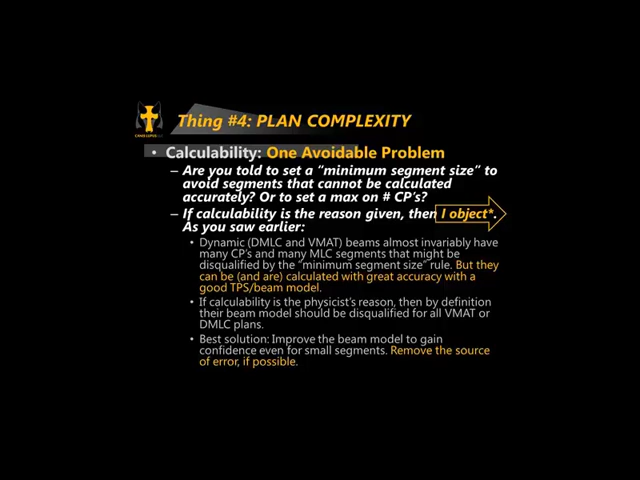 Thing #4: PLAN COMPLEXITY
CANIS LUPUS LLC
• Calculability: One Avoidable Problem
– Are you told to set a "minimum segment size" to
avoid segments that cannot be calculated
accurately? Or to set a max on # CP's?
– If calculability is the reason given, then I object*.
As you saw earlier:
• Dynamic (DMLC and VMAT) beams almost invariably have
many CP's and many MLC segments that might be
disqualified by the "minimum segment size" rule. But they
can be (and are) calculated with great accuracy with a
good TPS/beam model.
• If calculability is the physicist's reason, then by definition
their beam model should be disqualified for all VMAT or
DMLC plans.
• Best solution: Improve the beam model to gain
confidence even for small segments. Remove the source
of error, if possible.